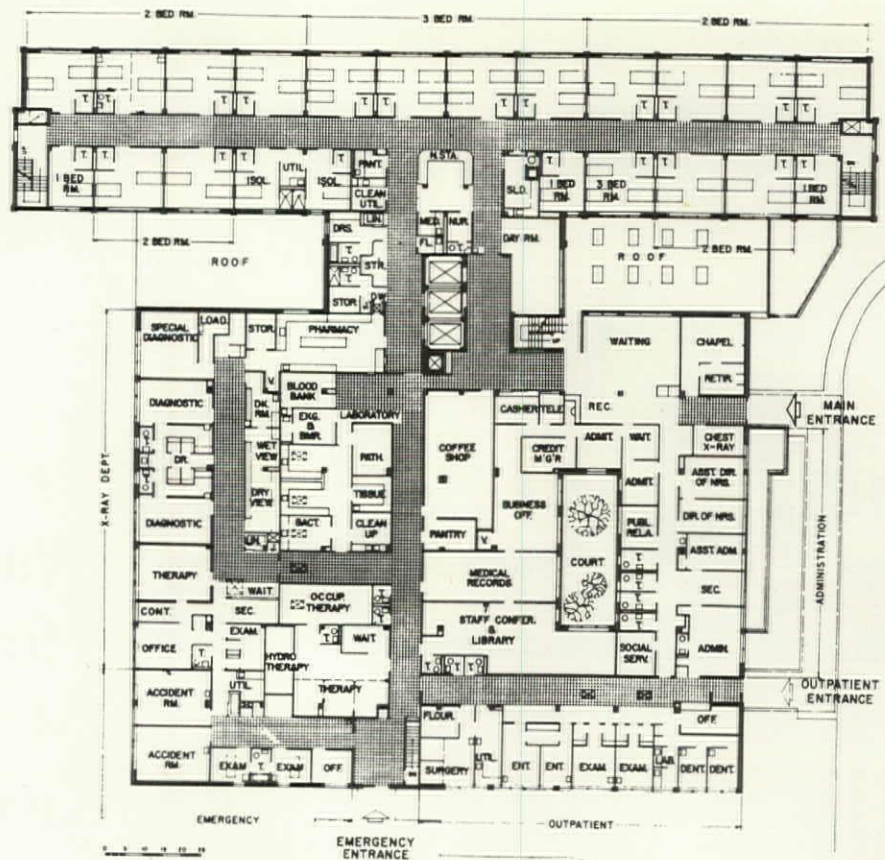 2 BED RM.
3 BED RM.
2 BED RM.
T.
T.
T.
T.
T.
T.
T.
T.
T.
T.
T.
T.
N. STA.
T.
T.
T.
T.
T.
T.
T.
T.
1 BED RM.
ISOL.
UTIL.
ISOL.
PANT.
CLEAN UTIL.
SLD.
1 BED RM.
3 BED RM.
1 BED RM.
LIN.
MED.
NUR.
DRS.
FL.
T.
DAY RM.
2 BED RM.
2 BED RM.
ROOF
T.
STR.
ROOF
STOR.
D.W.
SPECIAL DIAGNOSTIC
LOAD.
STOR.
PHARMACY
UP
WAITING
CHAPEL
RETIR.
V.
BLOOD BANK
DIAGNOSTIC
DK. RM.
EKG. & BMR.
LABORATORY
CASHER
TELE
REC.
MAIN ENTRANCE
WET VIEW
COFFEE SHOP
CREDIT M'G'R
ADMIT.
WAIT.
CHEST X-RAY
DR.
PATH.
ASST. DIR. OF NRS.
X-RAY DEPT.
DRY VIEW
TISSUE
ADMIT.
BUSINESS OFF.
DIR. OF NRS.
DIAGNOSTIC
BACT.
CLEAN UP
PUBL. RELA.
LIN.
PANTRY
V.
COURT
ASST. ADM.
ADMINISTRATION
THERAPY
MEDICAL RECORDS
T.
T.
T.
SEC.
WAIT.
OCCUP. THERAPY
CONT.
SEC.
STAFF CONFER. & LIBRARY
EXAM.
T.
WAIT.
OFFICE
T.
HYDRO THERAPY
SOCIAL SERV.
ADMIN.
T.
T.
T.
UTIL.
THERAPY
ACCIDENT RM.
OUTPATIENT ENTRANCE
FLOUR.
OFF.
ACCIDENT RM.
EXAM
T.
EXAM
OFF.
SURGERY
UTIL.
ENT.
ENT.
EXAM.
EXAM.
LAB.
DENT.
DENT.
EMERGENCY
EMERGENCY ENTRANCE
OUTPATIENT